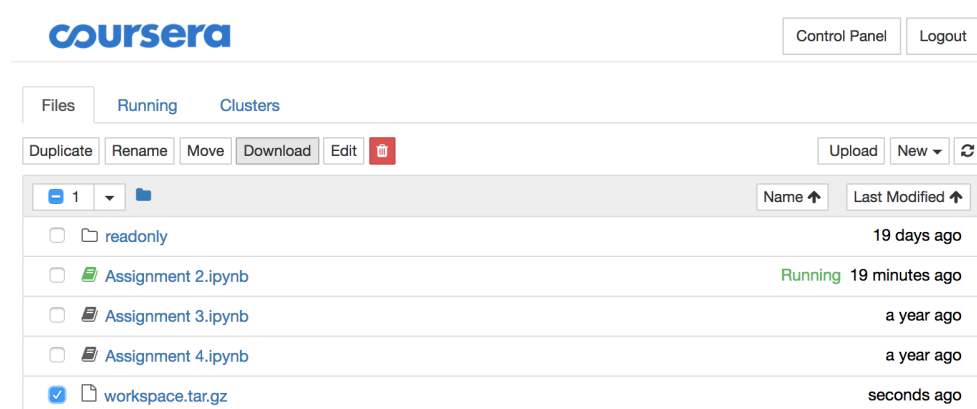 coursera
Control Panel Logout
Files Running Clusters
Duplicate Rename Move Download Edit Upload New
1 Name Last Modified
readonly 19 days ago
Assignment 2.ipynb Running 19 minutes ago
Assignment 3.ipynb a year ago
Assignment 4.ipynb a year ago
workspace.tar.gz seconds ago